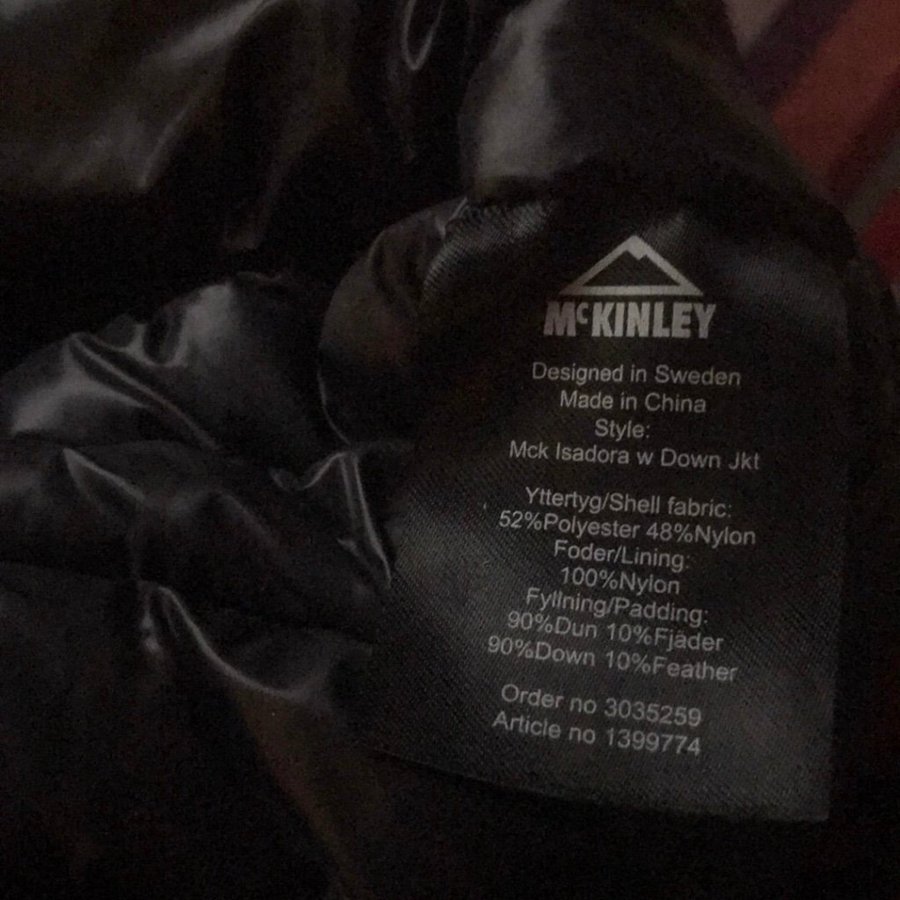 McKINLEY
Designed in Sweden
Made in China
Style:
Mck Isadora w Down Jkt
Yttertyg/Shell fabric:
52%Polyester 48%Nylon
Foder/Lining:
100%Nylon
Fyllning/Padding:
90%Dun 10%Fjäder
90%Down 10%Feather
Order no 3035259
Article no 1399774